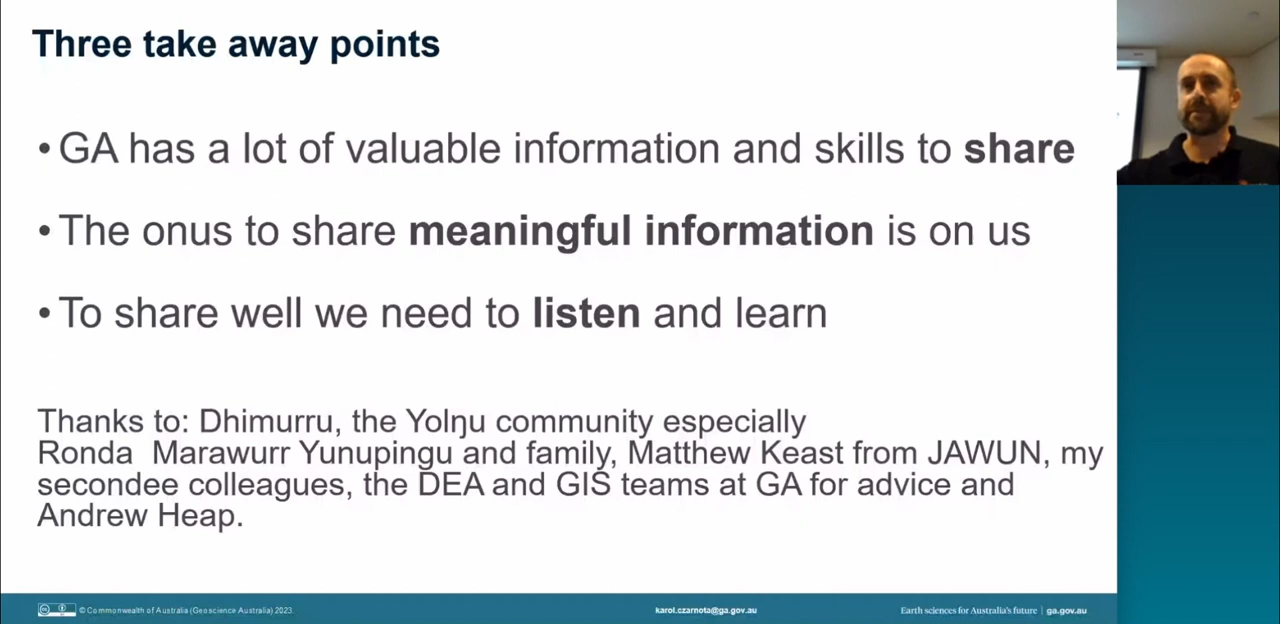 Three take away points
• GA has a lot of valuable information and skills to share
• The onus to share meaningful information is on us
• To share well we need to listen and learn
Thanks to: Dhimurru, the Yolŋu community especially
Ronda  Marawurr Yunupingu and family, Matthew Keast from JAWUN, my
secondee colleagues, the DEA and GIS teams at GA for advice and
Andrew Heap.
© Commonwealth of Australia (Geoscience Australia) 2023.
karol.czarnota@ga.gov.au
Earth sciences for Australia's future | ga.gov.au